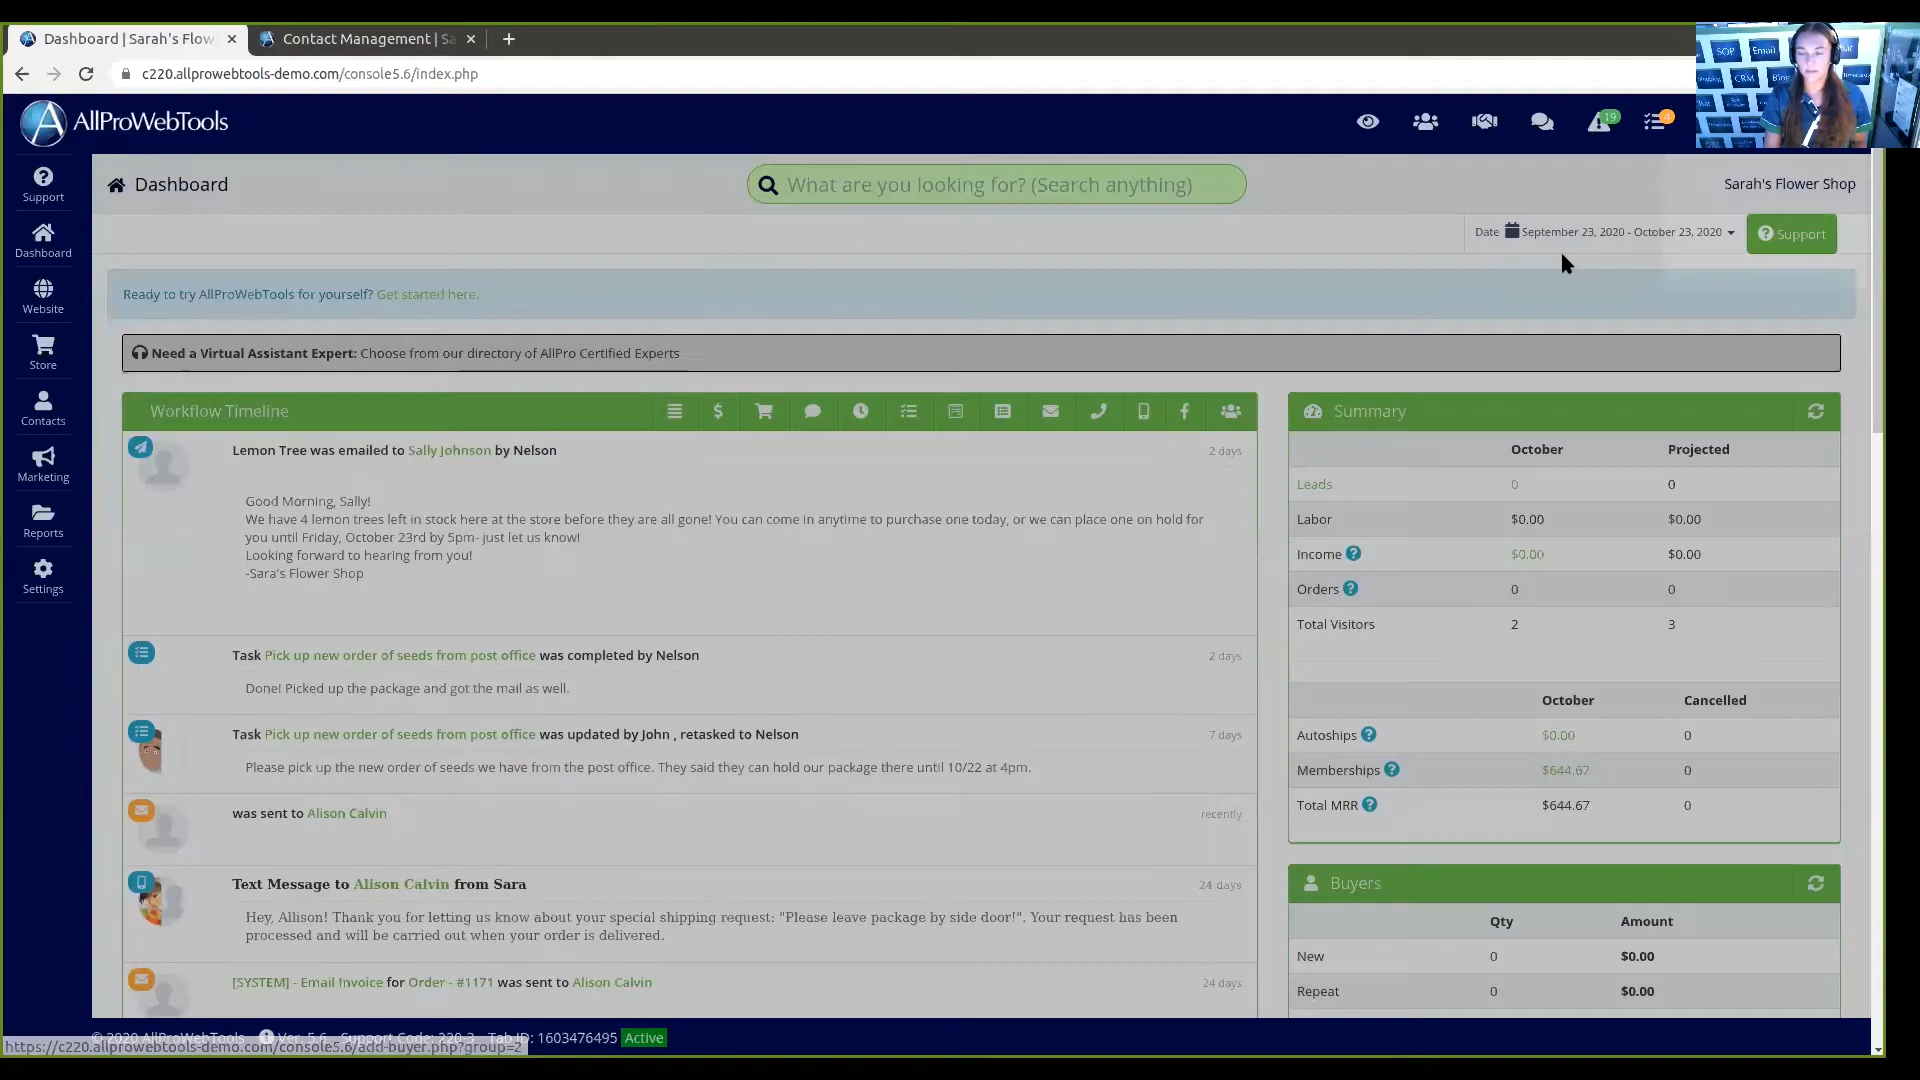 Dashboard | Sarah's Flow
Contact Management | Sa
c220.allprowebtools-demo.com/console5.6/index.php
SOP
Email
CRM
Blog
AllProWebTools
19
4
Support
Dashboard
Website
Store
Contacts
Marketing
Reports
Settings
Dashboard
What are you looking for? (Search anything)
Sarah's Flower Shop
Date September 23, 2020 - October 23, 2020
Support
Ready to try AllProWebTools for yourself? Get started here.
Need a Virtual Assistant Expert: Choose from our directory of AllPro Certified Experts
Workflow Timeline
Lemon Tree was emailed to Sally Johnson by Nelson
2 days
Good Morning, Sally!
We have 4 lemon trees left in stock here at the store before they are all gone! You can come in anytime to purchase one today, or we can place one on hold for
you until Friday, October 23rd by 5pm- just let us know!
Looking forward to hearing from you!
-Sara's Flower Shop
Task Pick up new order of seeds from post office was completed by Nelson
2 days
Done! Picked up the package and got the mail as well.
Task Pick up new order of seeds from post office was updated by John , retasked to Nelson
7 days
Please pick up the new order of seeds we have from the post office. They said they can hold our package there until 10/22 at 4pm.
was sent to Alison Calvin
recently
Text Message to Alison Calvin from Sara
24 days
Hey, Allison! Thank you for letting us know about your special shipping request: "Please leave package by side door!". Your request has been
processed and will be carried out when your order is delivered.
[SYSTEM] - Email Invoice for Order - #1171 was sent to Alison Calvin
24 days
Summary
October Projected
Leads 0 0
Labor $0.00 $0.00
Income $0.00 $0.00
Orders 0 0
Total Visitors 2 3
October Cancelled
Autoships $0.00 0
Memberships $644.67 0
Total MRR $644.67 0
Buyers
Qty Amount
New 0 $0.00
Repeat 0 $0.00
© 2020 AllProWebTools Ver. 5.6 Support Code: 220-3 Tab ID: 1603476495 Active
https://c220.allprowebtools-demo.com/console5.6/add-buyer.php?group=2